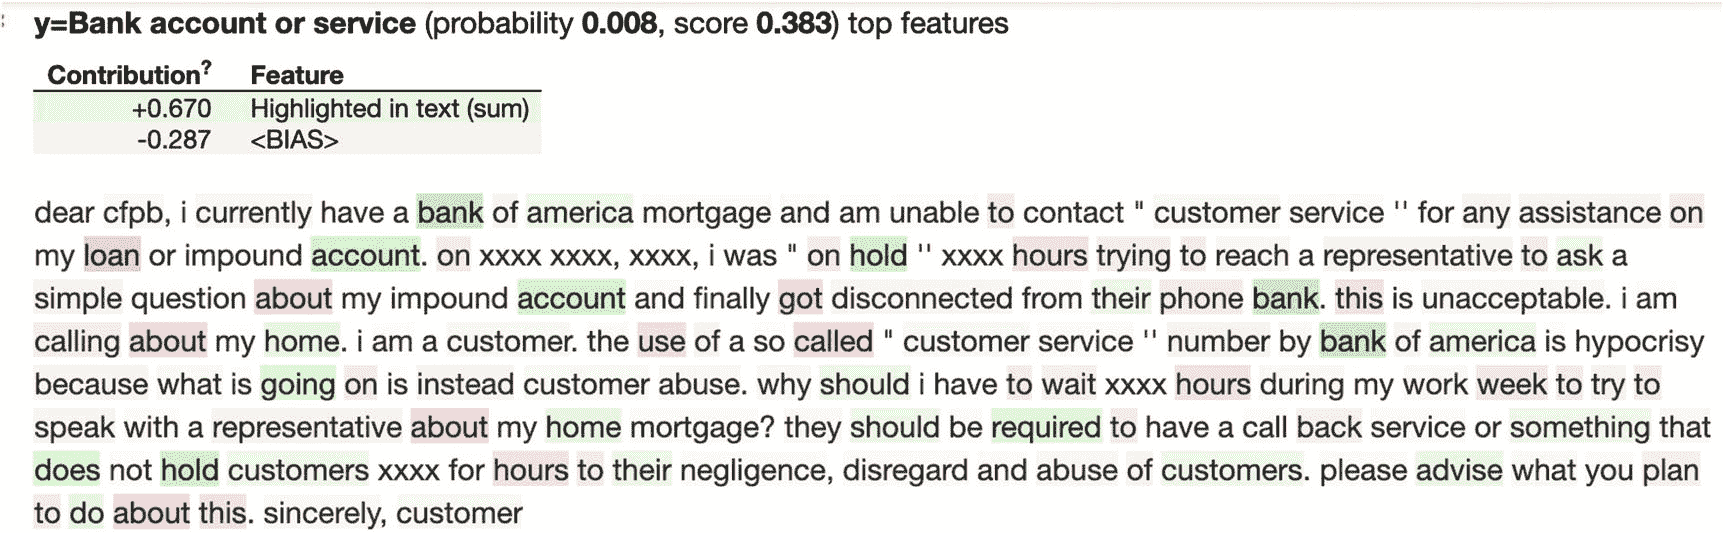 y=Bank account or service (probability 0.008, score 0.383) top features
Contribution? Feature
+0.670 Highlighted in text (sum)
-0.287 <BIAS>
dear cfpb, i currently have a bank of america mortgage and am unable to contact " customer service '' for any assistance on
my loan or impound account. on xxxx xxxx, xxxx, i was " on hold '' xxxx hours trying to reach a representative to ask a
simple question about my impound account and finally got disconnected from their phone bank. this is unacceptable. i am
calling about my home. i am a customer. the use of a so called " customer service '' number by bank of america is hypocrisy
because what is going on is instead customer abuse. why should i have to wait xxxx hours during my work week to try to
speak with a representative about my home mortgage? they should be required to have a call back service or something that
does not hold customers xxxx for hours to their negligence, disregard and abuse of customers. please advise what you plan
to do about this. sincerely, customer